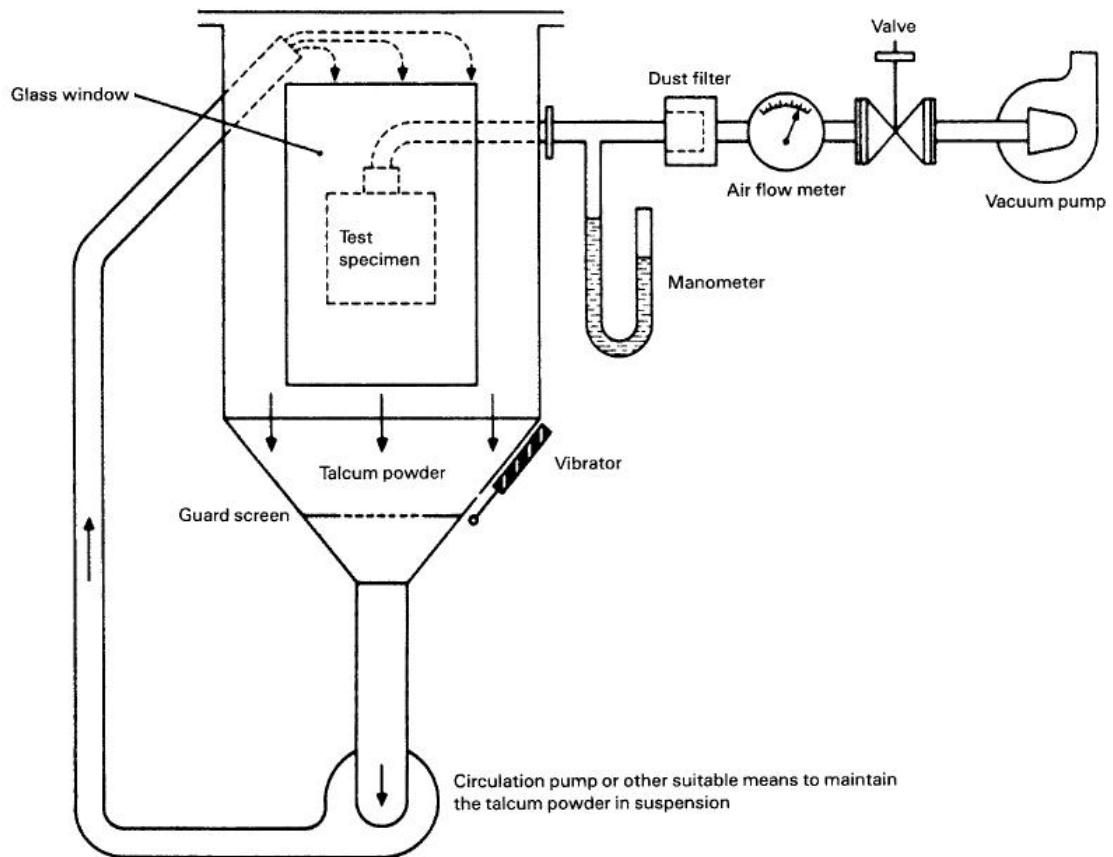 Valve
Dust filter
Glass window
Air flow meter
Vacuum pump
Test
specimen
Manometer
Talcum powder
Vibrator
Guard screen
Circulation pump or other suitable means to maintain
the talcum powder in suspension